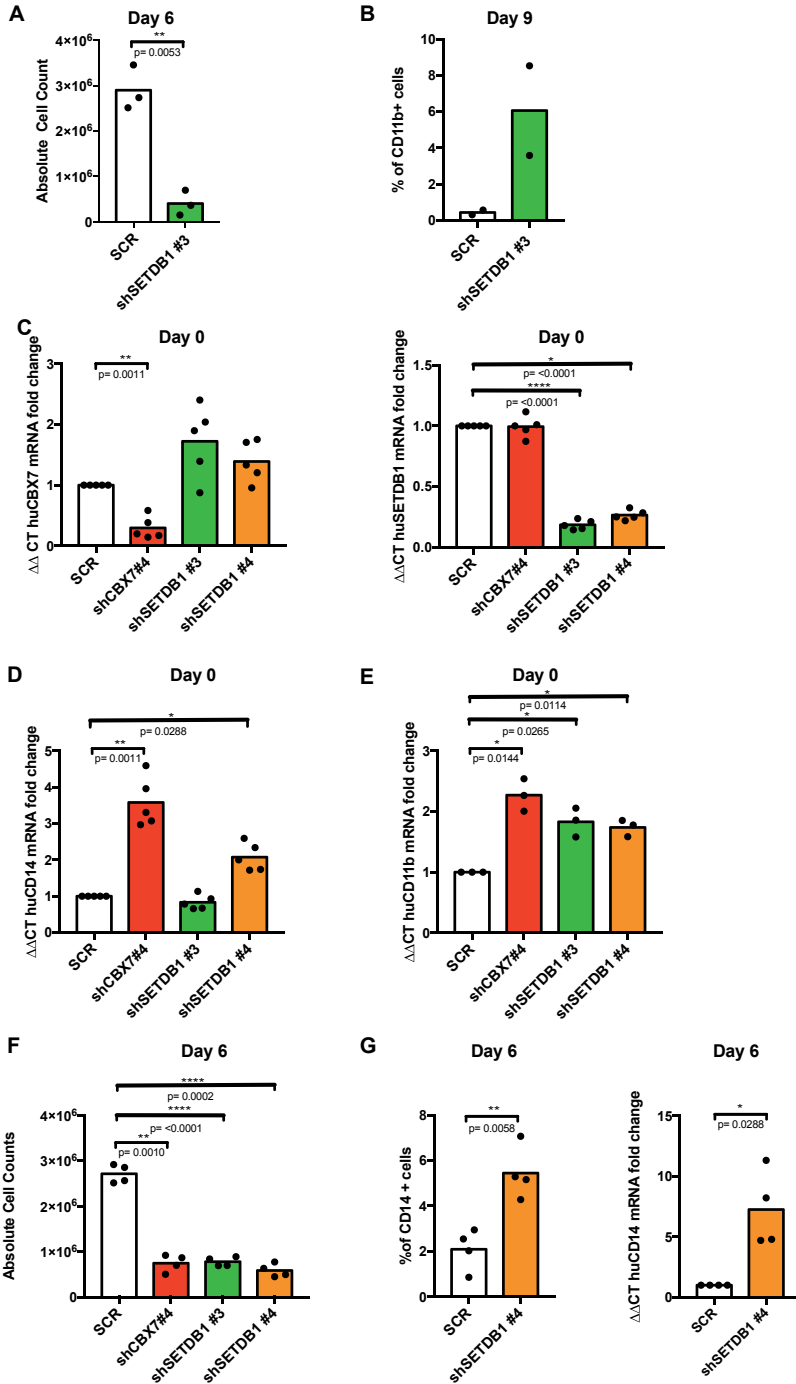 A
Day 6
Absolute Cell Count
4×10⁶
3×10⁶
2×10⁶
1×10⁶
0
**
p= 0.0053
SCR
shSETDB1 #3
B
Day 9
% of CD11b+ cells
10
8
6
4
2
0
SCR
shSETDB1 #3
C
Day 0
ΔΔ CT huCBX7 mRNA fold change
3
2
1
0
**
p= 0.0011
SCR
shCBX7#4
shSETDB1 #3
shSETDB1 #4
Day 0
ΔΔCT huSETDB1 mRNA fold change
1.5
1.0
0.5
0.0
*
p= <0.0001
****
p= <0.0001
SCR
shCBX7#4
shSETDB1 #3
shSETDB1 #4
D
Day 0
ΔΔCT huCD14 mRNA fold change
5
4
3
2
1
0
*
p= 0.0288
**
p= 0.0011
SCR
shCBX7#4
shSETDB1 #3
shSETDB1 #4
E
Day 0
ΔΔCT huCD11b mRNA fold change
3
2
1
0
*
p= 0.0114
*
p= 0.0265
*
p= 0.0144
SCR
shCBX7#4
shSETDB1 #3
shSETDB1 #4
F
Day 6
Absolute Cell Counts
4×10⁶
3×10⁶
2×10⁶
1×10⁶
0
****
p= 0.0002
****
p= <0.0001
**
p= 0.0010
SCR
shCBX7#4
shSETDB1 #3
shSETDB1 #4
G
Day 6
%of CD14 + cells
8
6
4
2
0
**
p= 0.0058
SCR
shSETDB1 #4
Day 6
ΔΔCT huCD14 mRNA fold change
15
10
5
0
*
p= 0.0288
SCR
shSETDB1 #4